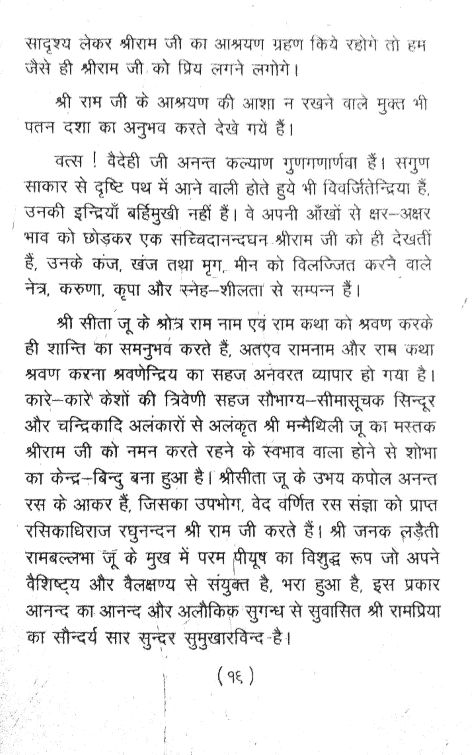 सादृश्य लेकर श्रीराम जी का आश्रयण ग्रहण किये रहोगे तो हम
जैसे ही श्रीराम जी को प्रिय लगने लगोगे।
श्री राम जी के आश्रयण की आशा न रखने वाले मुक्त भी
पतन दशा का अनुभव करते देखे गये हैं।
वत्स ! वैदेही जी अनन्त कल्याण गुणगणार्णवा हैं। सगुण
साकार से दृष्टि पथ में आने वाली होते हुये भी विवर्जितेन्द्रिया हैं,
उनकी इन्द्रियाँ बर्हिमुखी नहीं हैं। वे अपनी आँखों से क्षर-अक्षर
भाव को छोड़कर एक सच्चिदानन्दघन श्रीराम जी को ही देखतीं
हैं, उनके कंज, खंज तथा मृग, मीन को विलज्जित करने वाले
नेत्र, करुणा, कृपा और स्नेह-शीलता से सम्पन्न हैं।
श्री सीता जू के श्रोत्र राम नाम एवं राम कथा को श्रवण करके
ही शान्ति का समनुभव करते हैं, अतएव रामनाम और राम कथा
श्रवण करना श्रवणेन्द्रिय का सहज अनवरत व्यापार हो गया है।
कारे-कारे केशों की त्रिवेणी सहज सौभाग्य-सीमासूचक सिन्दूर
और चन्द्रिकादि अलंकारों से अलंकृत श्री मन्मैथिली जू का मस्तक
श्रीराम जी को नमन करते रहने के स्वभाव वाला होने से शोभा
का केन्द्र-बिन्दु बना हुआ है। श्रीसीता जू के उभय कपोल अनन्त
रस के आकर हैं, जिसका उपभोग, वेद वर्णित रस संज्ञा को प्राप्त
रसिकाधिराज रघुनन्दन श्री राम जी करते हैं। श्री जनक लड़ैती
रामबल्लभा जू के मुख में परम पीयूष का विशुद्ध रूप जो अपने
वैशिष्ट्य और वैलक्षण्य से संयुक्त है, भरा हुआ है, इस प्रकार
आनन्द का आनन्द और अलौकिक सुगन्ध से सुवासित श्री रामप्रिया
का सौन्दर्य सार सुन्दर सुमुखारविन्द है।
(१६)